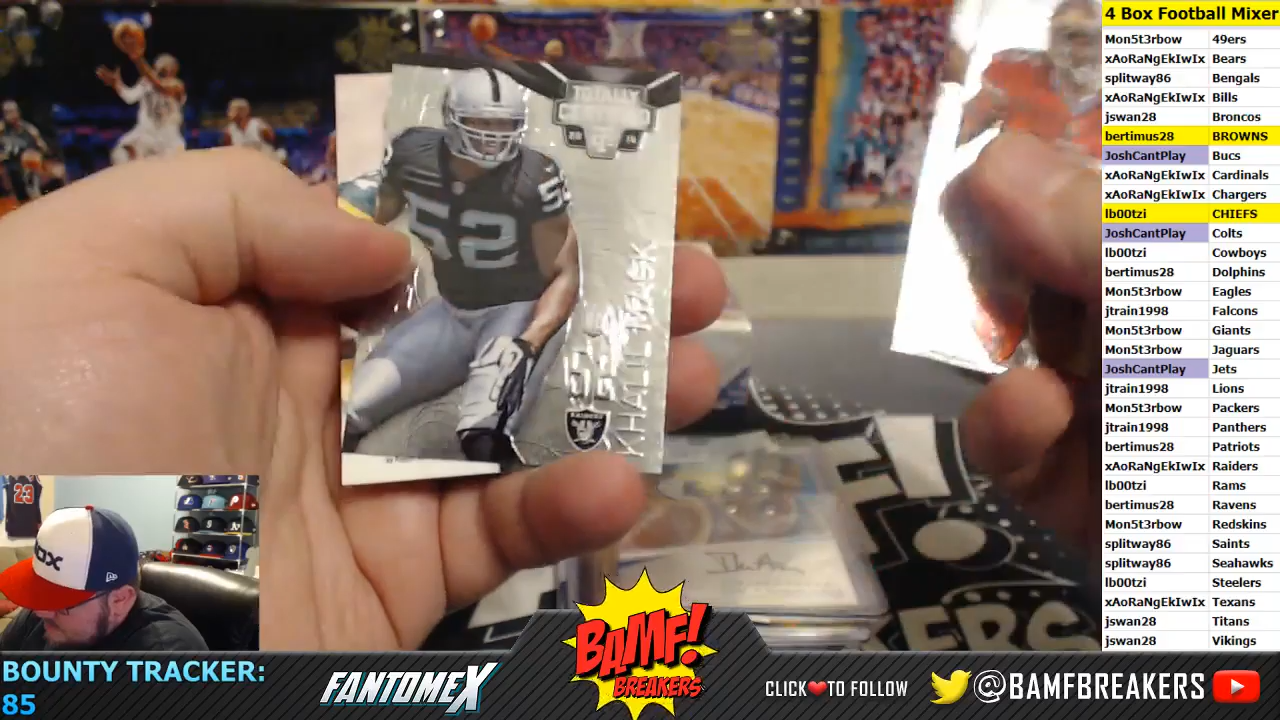 4 Box Football Mixer
Mon5t3rbow 49ers
xAoRaNgEkIwIx Bears
splitway86 Bengals
xAoRaNgEkIwIx Bills
jswan28 Broncos
bertimus28 BROWNS
JoshCantPlay Bucs
xAoRaNgEkIwIx Cardinals
xAoRaNgEkIwIx Chargers
lb00tzi CHIEFS
JoshCantPlay Colts
lb00tzi Cowboys
bertimus28 Dolphins
Mon5t3rbow Eagles
jtrain1998 Falcons
Mon5t3rbow Giants
Mon5t3rbow Jaguars
JoshCantPlay Jets
jtrain1998 Lions
Mon5t3rbow Packers
jtrain1998 Panthers
bertimus28 Patriots
xAoRaNgEkIwIx Raiders
lb00tzi Rams
bertimus28 Ravens
Mon5t3rbow Redskins
splitway86 Saints
splitway86 Seahawks
lb00tzi Steelers
xAoRaNgEkIwIx Texans
jswan28 Titans
jswan28 Vikings
TOTALLY
52
52
KHALIL MACK
RAIDERS
23
BOUNTY TRACKER:
85
FANTOMEX
BAMF!
BREAKERS
CLICK❤TO FOLLOW
@BAMFBREAKERS